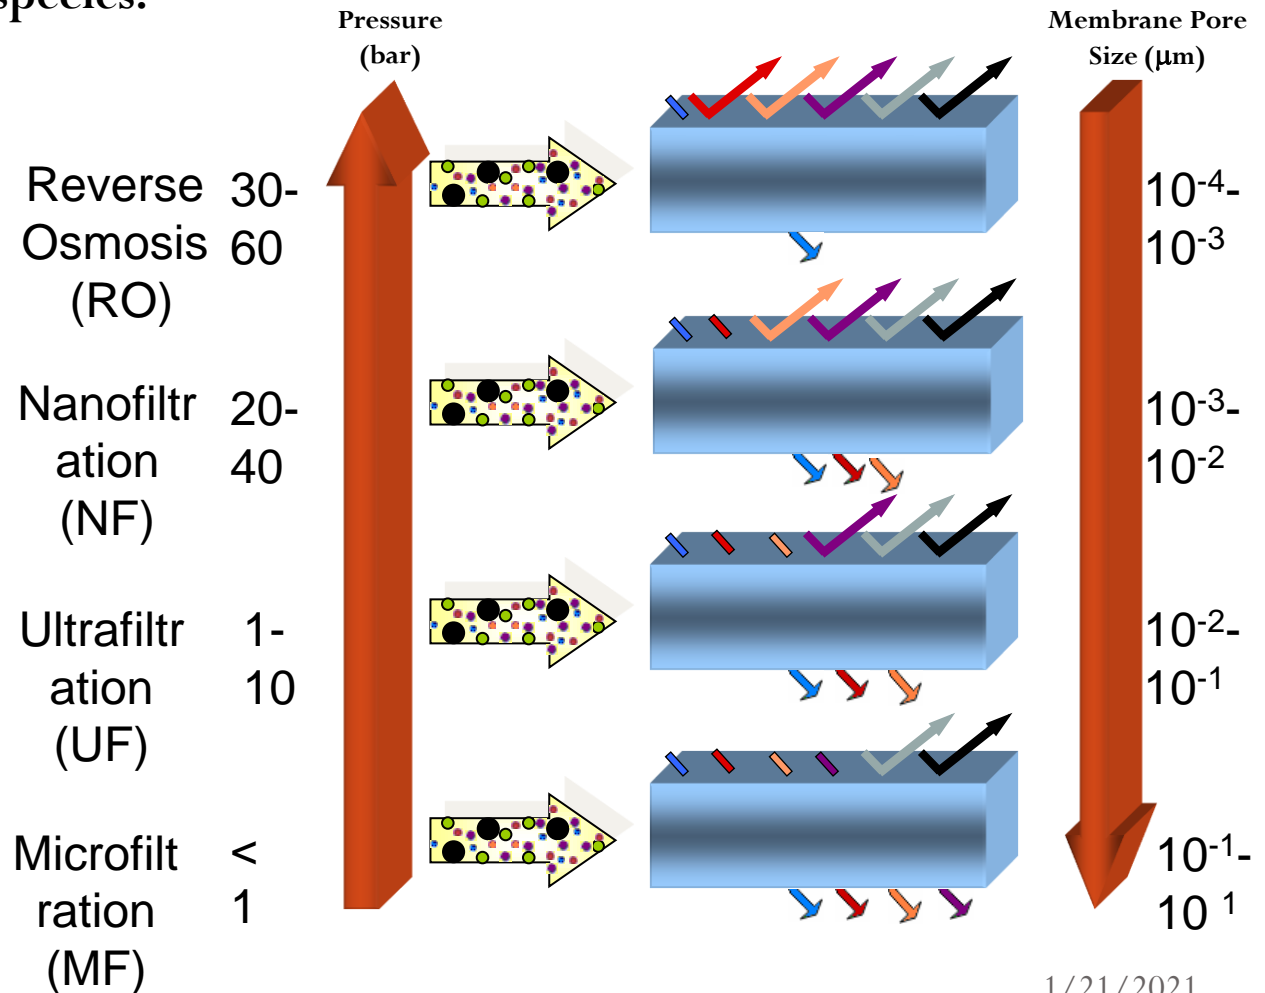 species.
Pressure
(bar)
Membrane Pore
Size (μm)
Reverse
Osmosis
(RO)
30-
60
10⁻⁴-
10⁻³
Nanofiltr
ation
(NF)
20-
40
10⁻³-
10⁻²
Ultrafiltr
ation
(UF)
1-
10
10⁻²-
10⁻¹
Microfilt
ration
(MF)
<
1
10⁻¹-
10 ¹
1/21/2021